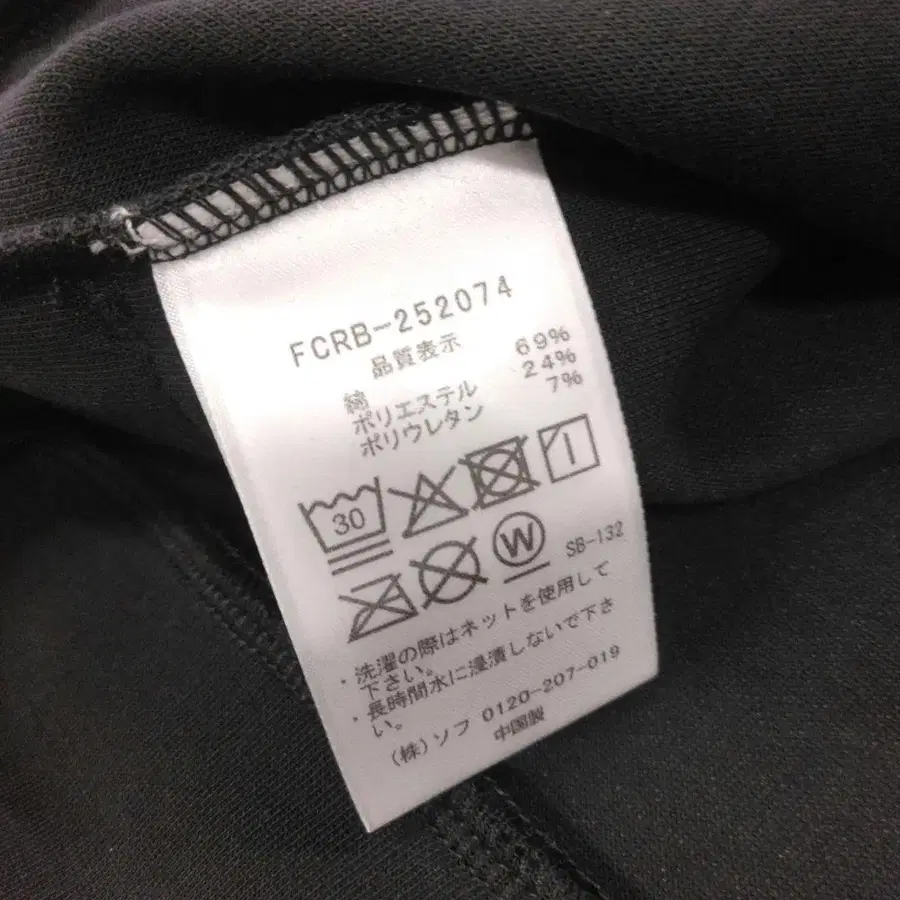 FCRB-252074
品質表示
綿 69%
ポリエステル 24%
ポリウレタン 7%
30
W SB-132
・洗濯の際はネットを使用して
下さい。
・長時間水に浸漬しないで下さ
い。
(株)ソフ 0120-207-019
中国製